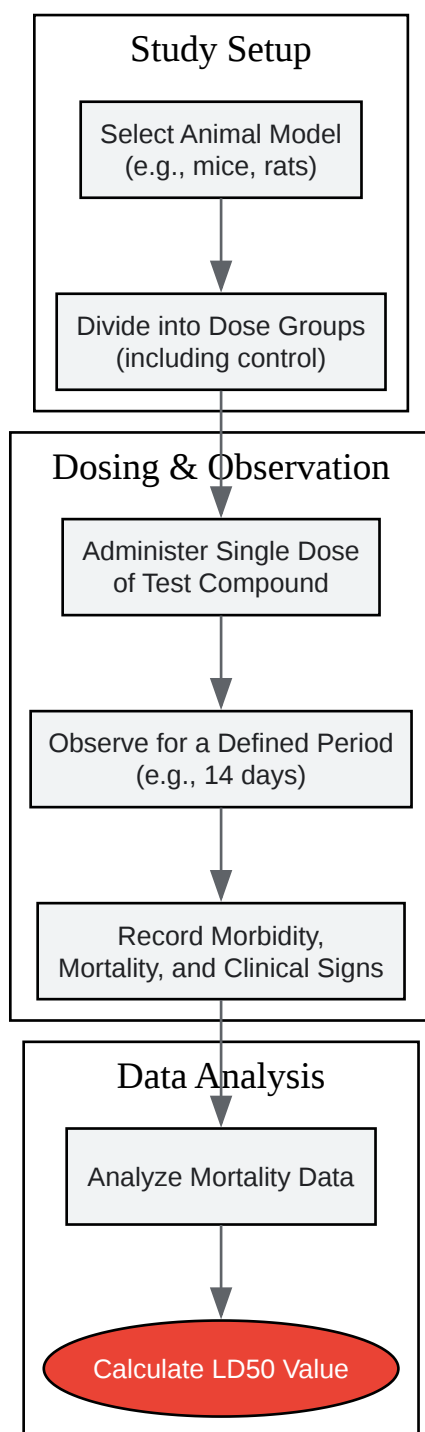 Study Setup
Select Animal Model
(e.g., mice, rats)
Divide into Dose Groups
(including control)
Dosing & Observation
Administer Single Dose
of Test Compound
Observe for a Defined Period
(e.g., 14 days)
Record Morbidity,
Mortality, and Clinical Signs
Data Analysis
Analyze Mortality Data
Calculate LD50 Value